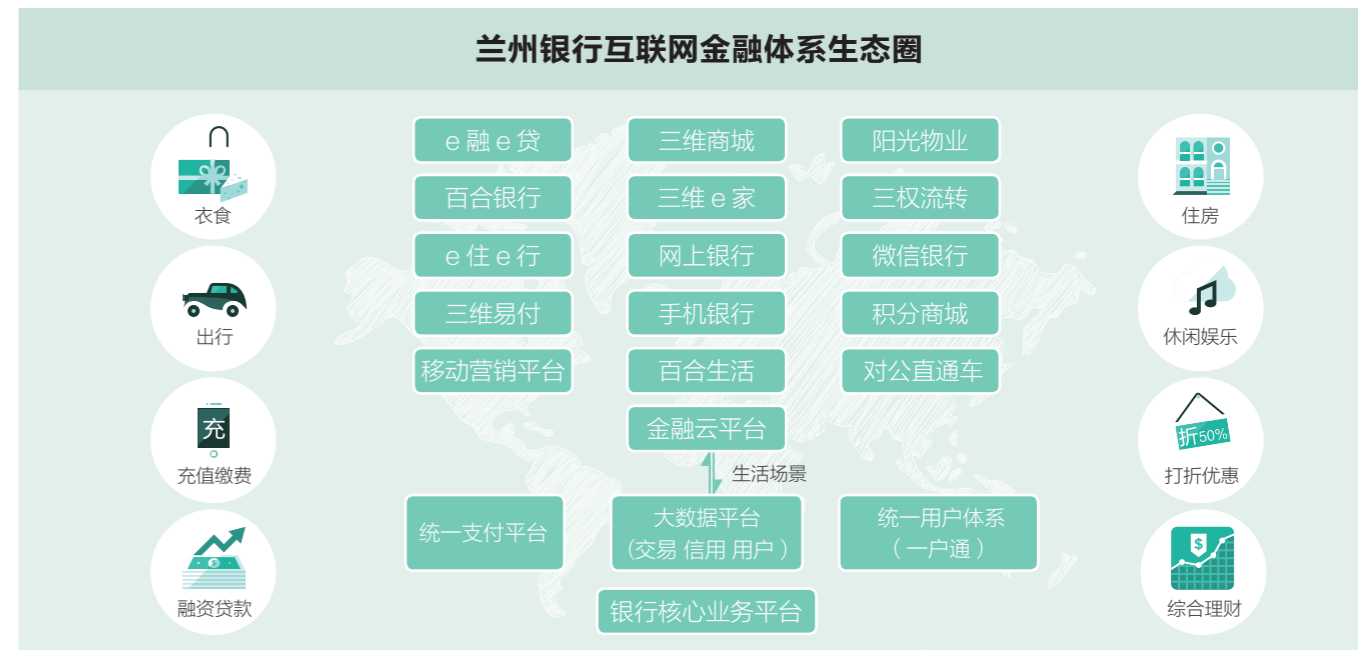 兰州银行互联网金融体系生态圈
衣食
出行
充
充值缴费
融资贷款
e融e贷
三维商城
阳光物业
百合银行
三维e家
三权流转
e住e行
网上银行
微信银行
三维易付
手机银行
积分商城
移动营销平台
百合生活
对公直通车
金融云平台
生活场景
统一支付平台
大数据平台
(交易 信用 用户)
统一用户体系
(一户通)
银行核心业务平台
住房
休闲娱乐
折50%
打折优惠
$
综合理财